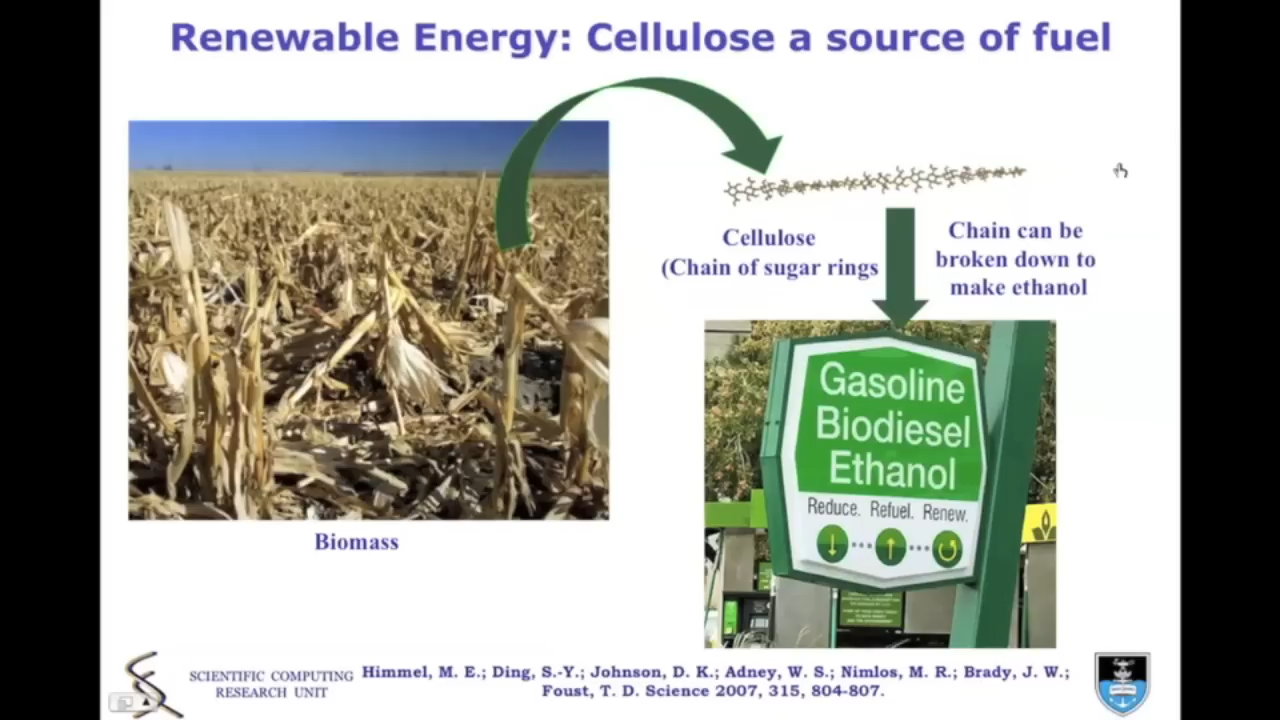 Renewable Energy: Cellulose a source of fuel
Cellulose
(Chain of sugar rings
Chain can be
broken down to
make ethanol
Gasoline
Biodiesel
Ethanol
Reduce. Refuel. Renew.
Biomass
SCIENTIFIC COMPUTING
RESEARCH UNIT
Himmel, M. E.; Ding, S.-Y.; Johnson, D. K.; Adney, W. S.; Nimlos, M. R.; Brady, J. W.;
Foust, T. D. Science 2007, 315, 804-807.